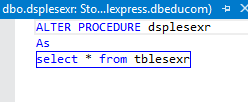 dbo.dsplesexr: Sto...lexpress.dbeducom)
ALTER PROCEDURE dsplesexr
As
select * from tblesexr